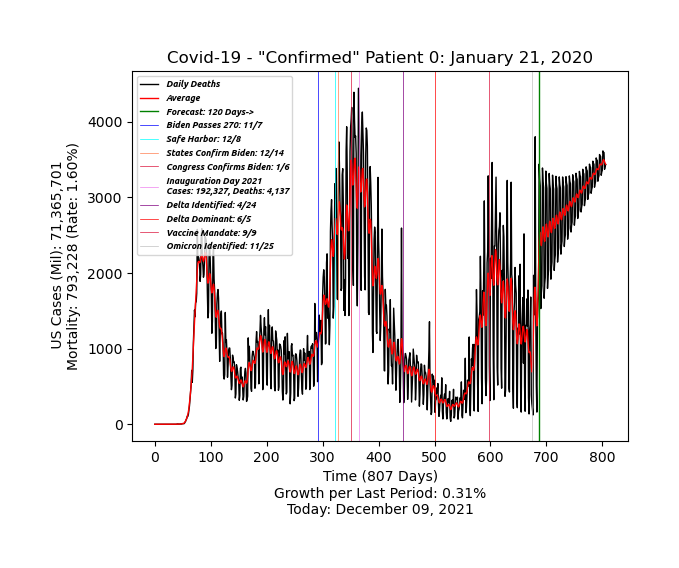 Covid-19 - "Confirmed" Patient 0: January 21, 2020
Daily Deaths
Average
Forecast: 120 Days->
Biden Passes 270: 11/7
Safe Harbor: 12/8
States Confirm Biden: 12/14
Congress Confirms Biden: 1/6
Inauguration Day 2021
Cases: 192,327, Deaths: 4,137
Delta Identified: 4/24
Delta Dominant: 6/5
Vaccine Mandate: 9/9
Omicron Identified: 11/25
US Cases (Mil): 71,365,701
Mortality: 793,228 (Rate: 1.60%)
4000
3000
2000
1000
0
0 100 200 300 400 500 600 700 800
Time (807 Days)
Growth per Last Period: 0.31%
Today: December 09, 2021